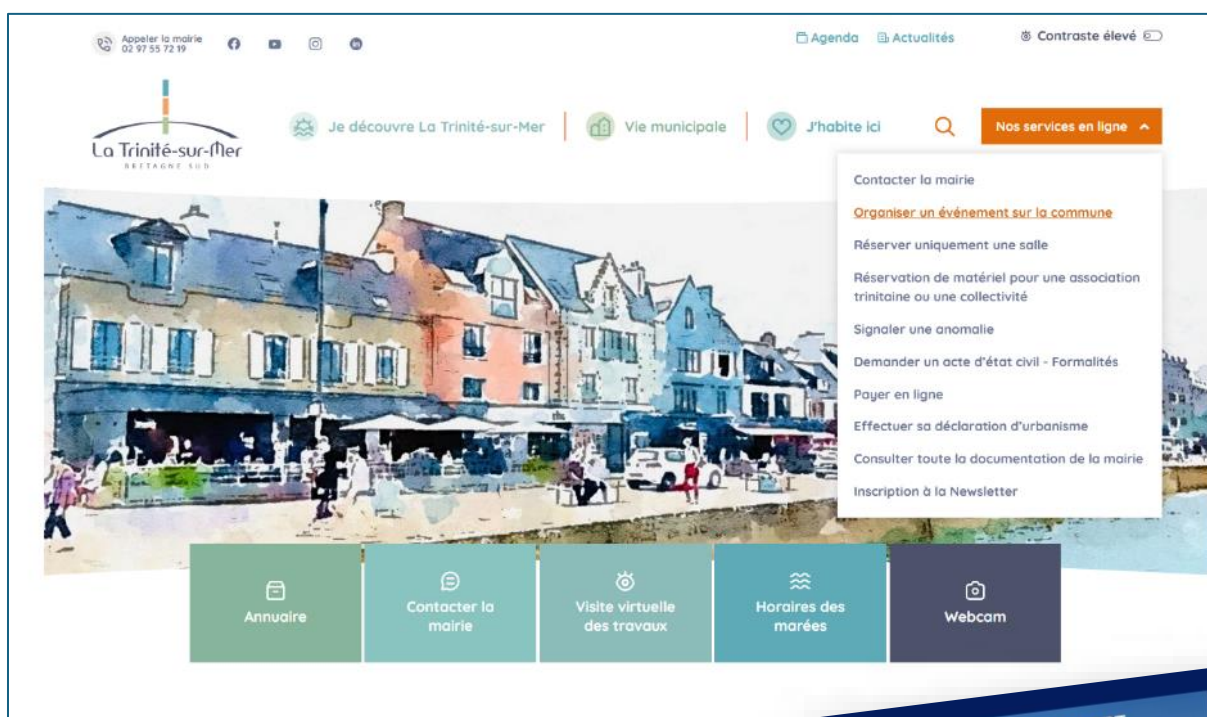 Appeler la mairie
02 97 55 72 19
Agenda
Actualités
Contraste élevé
La Trinité-sur-Mer
BRETAGNE SUD
Je découvre La Trinité-sur-Mer
Vie municipale
J'habite ici
Nos services en ligne
Contacter la mairie
Organiser un événement sur la commune
Réserver uniquement une salle
Réservation de matériel pour une association
trinitaine ou une collectivité
Signaler une anomalie
Demander un acte d'état civil - Formalités
Payer en ligne
Effectuer sa déclaration d'urbanisme
Consulter toute la documentation de la mairie
Inscription à la Newsletter
Annuaire
Contacter la
mairie
Visite virtuelle
des travaux
Horaires des
marées
Webcam